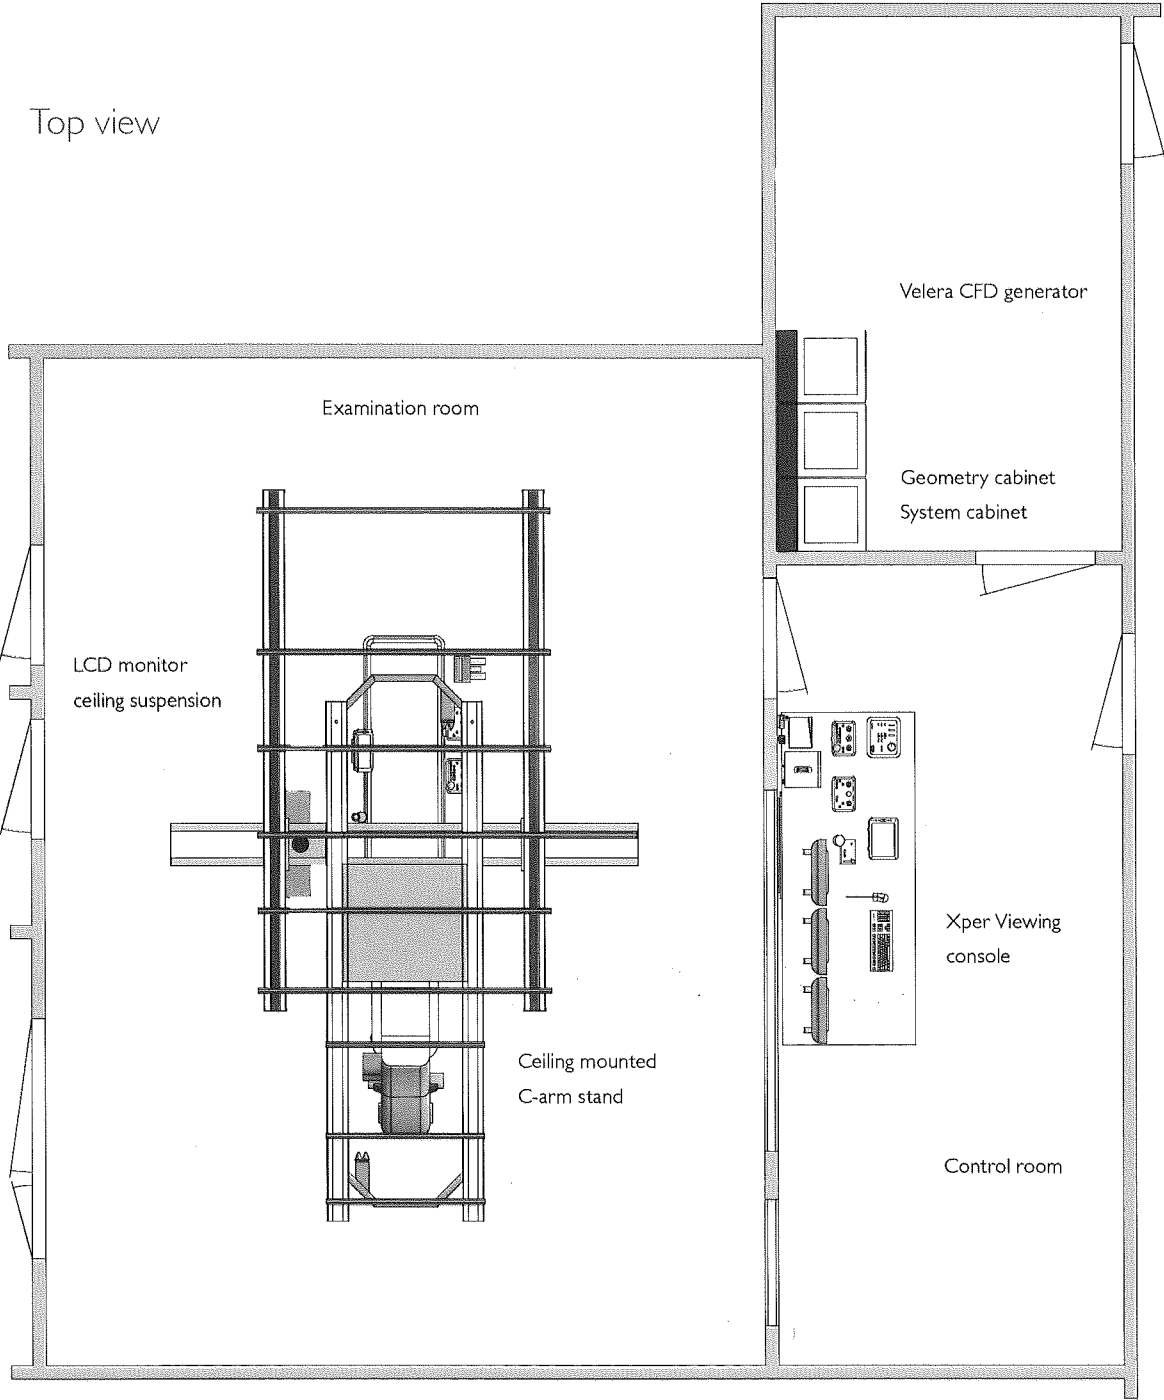 Top view
Velera CFD generator
Examination room
Geometry cabinet
System cabinet
LCD monitor
ceiling suspension
Xper Viewing
console
Ceiling mounted
C-arm stand
Control room